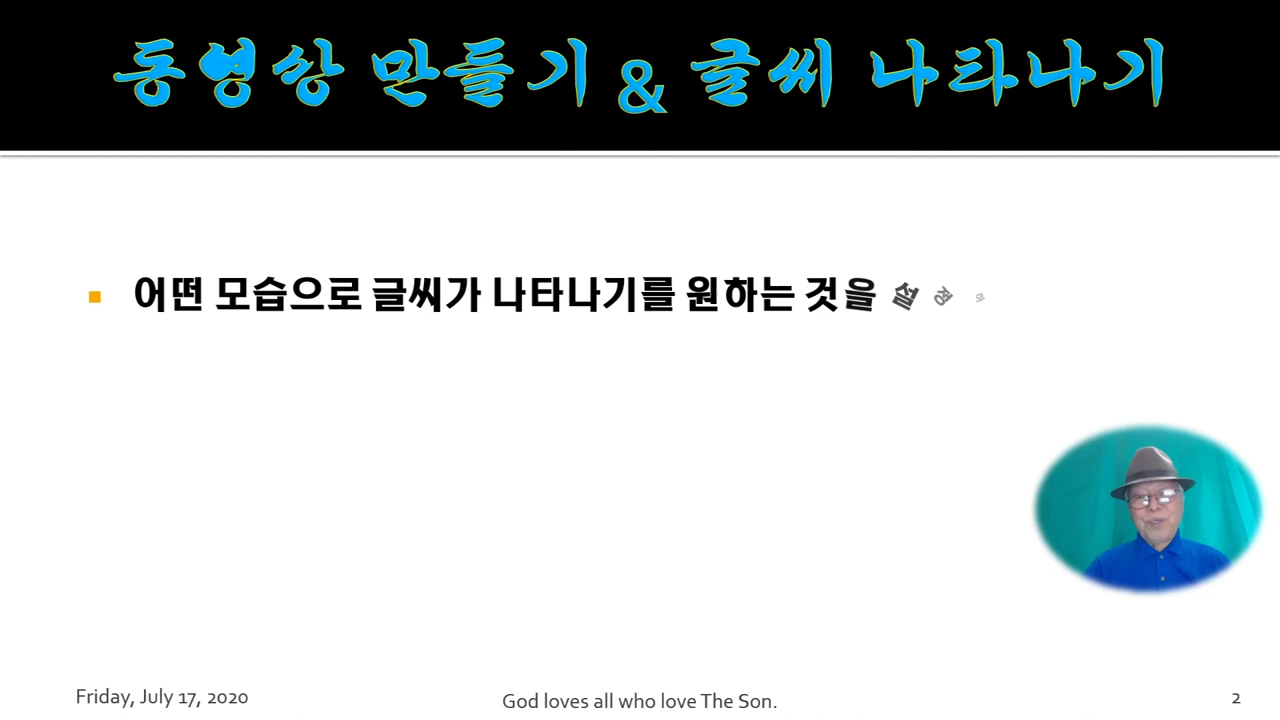 동영상 만들기 & 글씨 나타나기
▪ 어떤 모습으로 글씨가 나타나기를 원하는 것을 설 정
Friday, July 17, 2020
God loves all who love The Son.
2